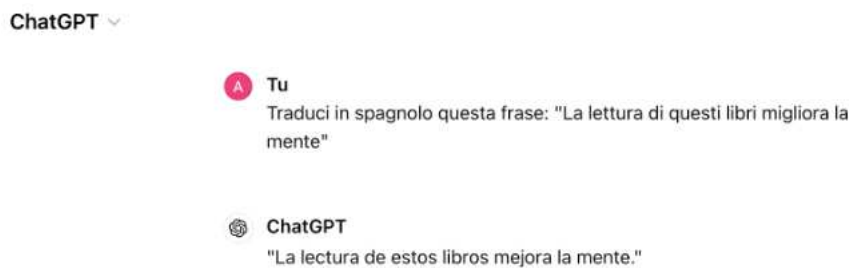 ChatGPT
A
Tu
Traduci in spagnolo questa frase: "La lettura di questi libri migliora la
mente"
ChatGPT
"La lectura de estos libros mejora la mente."